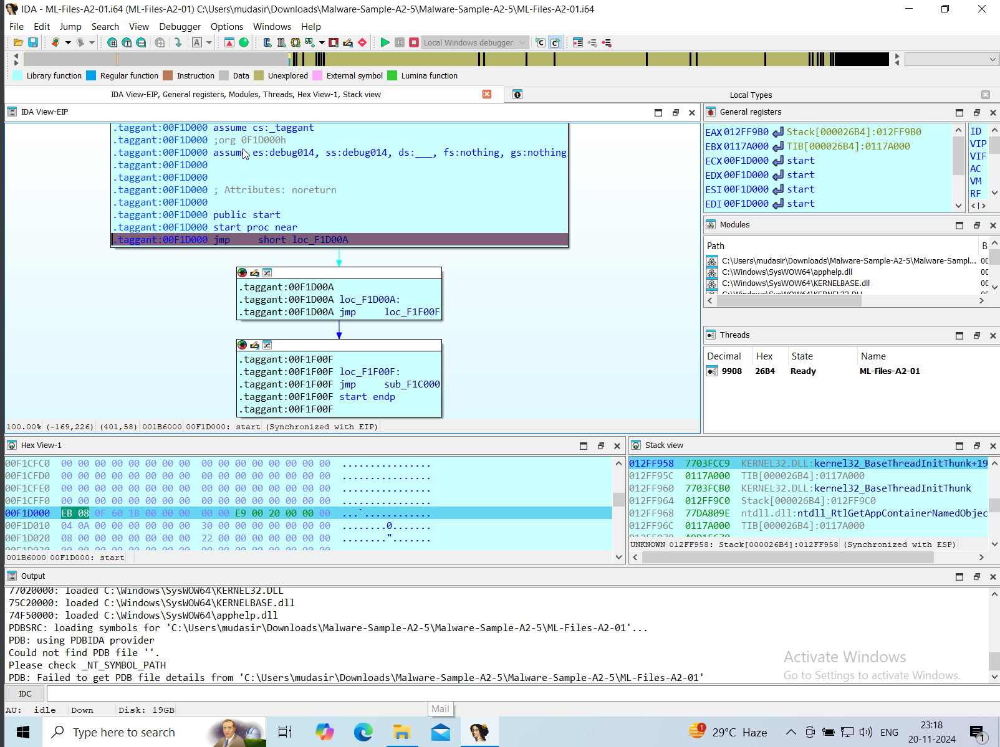 IDA - ML-Files-A2-01.i64 (ML-Files-A2-01) C:\Users\mudasir\Downloads\Malware-Sample-A2-5\Malware-Sample-A2-5\ML-Files-A2-01.i64
File Edit Jump Search View Debugger Options Windows Help
Local Windows debugger
Library function Regular function Instruction Data Unexplored External symbol Lumina function
IDA View-EIP, General registers, Modules, Threads, Hex View-1, Stack view
Local Types
IDA View-EIP
.taggant:00F1D000 assume cs:_taggant
.taggant:00F1D000 ;org 0F1D000h
.taggant:00F1D000 assume es:debug014, ss:debug014, ds:___, fs:nothing, gs:nothing
.taggant:00F1D000
.taggant:00F1D000
.taggant:00F1D000 ; Attributes: noreturn
.taggant:00F1D000
.taggant:00F1D000 public start
.taggant:00F1D000 start proc near
.taggant:00F1D000 jmp short loc_F1D00A
.taggant:00F1D00A
.taggant:00F1D00A loc_F1D00A:
.taggant:00F1D00A jmp loc_F1F00F
.taggant:00F1F00F
.taggant:00F1F00F loc_F1F00F:
.taggant:00F1F00F jmp sub_F1C000
.taggant:00F1F00F start endp
.taggant:00F1F00F
100.00% (-169,226) (401,58) 001B6000 00F1D000: start (Synchronized with EIP)
General registers
EAX 012FF9B0 Stack[000026B4]:012FF9B0
EBX 0117A000 TIB[000026B4]:0117A000
ECX 00F1D000 start
EDX 00F1D000 start
ESI 00F1D000 start
EDI 00F1D000 start
ID
VIP
VIF
AC
VM
RF
Modules
Path B
C:\Users\mudasir\Downloads\Malware-Sample-A2-5\Malware-Sampl... 00
C:\Windows\SysWOW64\apphelp.dll 00
C:\Windows\SysWOW64\KERNELBASE.dll 00
C:\Windows\SysWOW64\KERNEL32.DLL 00
Threads
Decimal Hex State Name
9908 26B4 Ready ML-Files-A2-01
Hex View-1
00F1CFC0 00 00 00 00 00 00 00 00 00 00 00 00 00 00 00 00 ................
00F1CFD0 00 00 00 00 00 00 00 00 00 00 00 00 00 00 00 00 ................
00F1CFE0 00 00 00 00 00 00 00 00 00 00 00 00 00 00 00 00 ................
00F1CFF0 00 00 00 00 00 00 00 00 00 00 00 00 00 00 00 00 ................
00F1D000 EB 08 0F 60 1B 00 00 00 00 00 E9 00 20 00 00 00 ...`............
00F1D010 04 0A 00 00 00 00 00 00 30 00 00 00 00 00 00 00 ........0.......
00F1D020 08 00 00 00 00 00 00 00 22 00 00 00 00 00 00 00 ........".......
001B6000 00F1D000: start
Stack view
012FF958 7703FCC9 KERNEL32.DLL:kernel32_BaseThreadInitThunk+19
012FF95C 0117A000 TIB[000026B4]:0117A000
012FF960 7703FCB0 KERNEL32.DLL:kernel32_BaseThreadInitThunk
012FF964 012FF9C0 Stack[000026B4]:012FF9C0
012FF968 77DA809E ntdll.dll:ntdll_RtlGetAppContainerNamedObjec
012FF96C 0117A000 TIB[000026B4]:0117A000
UNKNOWN 012FF958: Stack[000026B4]:012FF958 (Synchronized with ESP)
Output
77020000: loaded C:\Windows\SysWOW64\KERNEL32.DLL
75C20000: loaded C:\Windows\SysWOW64\KERNELBASE.dll
74F50000: loaded C:\Windows\SysWOW64\apphelp.dll
PDBSRC: loading symbols for 'C:\Users\mudasir\Downloads\Malware-Sample-A2-5\Malware-Sample-A2-5\ML-Files-A2-01'...
PDB: using PDBIDA provider
Could not find PDB file ''.
Please check _NT_SYMBOL_PATH
PDB: Failed to get PDB file details from 'C:\Users\mudasir\Downloads\Malware-Sample-A2-5\Malware-Sample-A2-5\ML-Files-A2-01'
Activate Windows
Go to Settings to activate Windows.
IDC
AU: idle Down Disk: 19GB
Mail
Type here to search
1
29°C Haze
ENG
23:18
20-11-2024
1